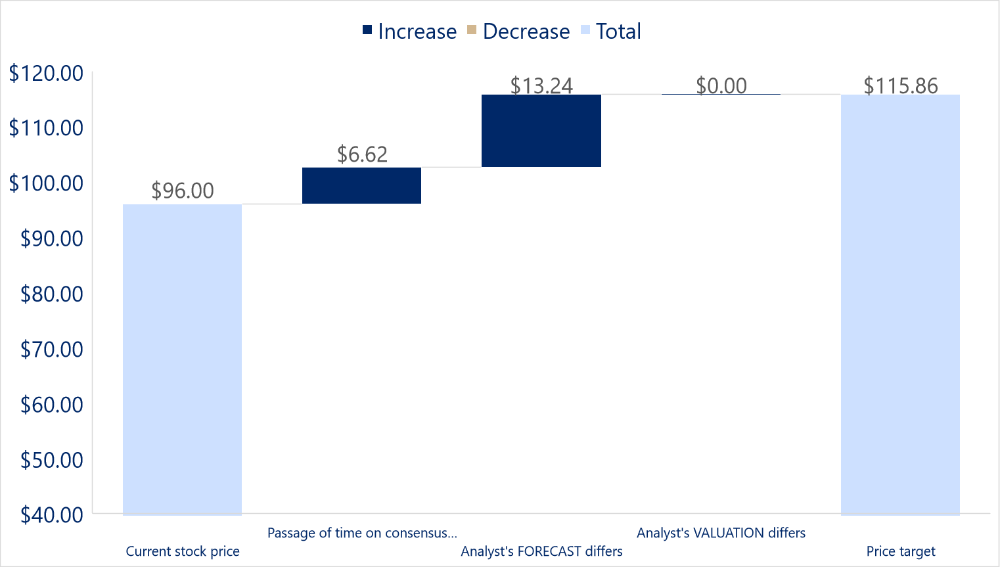 Increase Decrease Total
$120.00
$110.00
$100.00
$90.00
$80.00
$70.00
$60.00
$50.00
$40.00
$96.00
$6.62
$13.24
$0.00
$115.86
Current stock price
Passage of time on consensus...
Analyst's FORECAST differs
Analyst's VALUATION differs
Price target